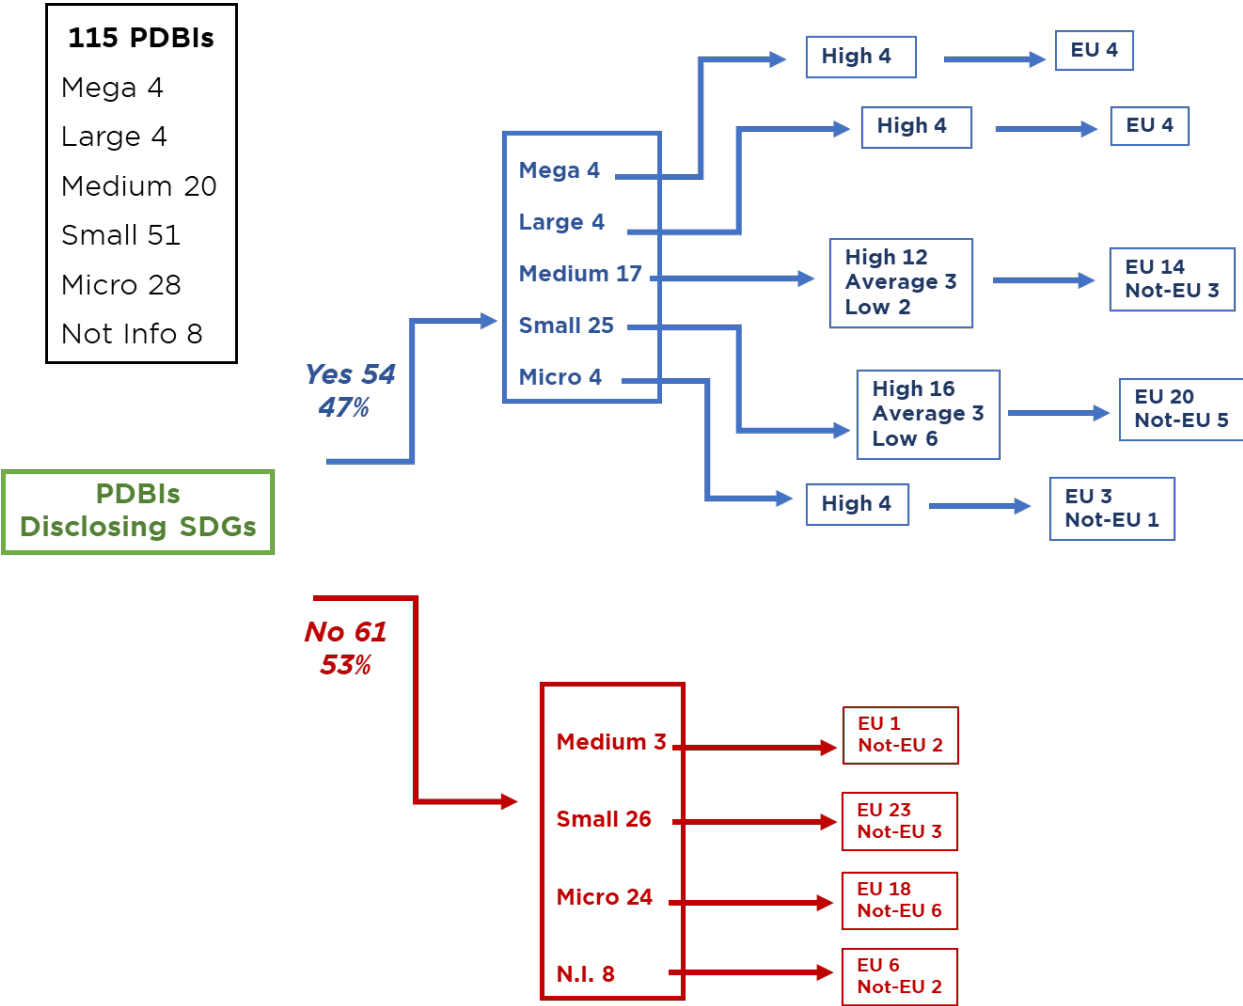 115 PDBIs
Mega 4
Large 4
Medium 20
Small 51
Micro 28
Not Info 8
PDBIs
Disclosing SDGs
Yes 54
47%
Mega 4
Large 4
Medium 17
Small 25
Micro 4
High 4
EU 4
High 4
EU 4
High 12
Average 3
Low 2
EU 14
Not-EU 3
High 16
Average 3
Low 6
EU 20
Not-EU 5
High 4
EU 3
Not-EU 1
No 61
53%
Medium 3
Small 26
Micro 24
N.I. 8
EU 1
Not-EU 2
EU 23
Not-EU 3
EU 18
Not-EU 6
EU 6
Not-EU 2